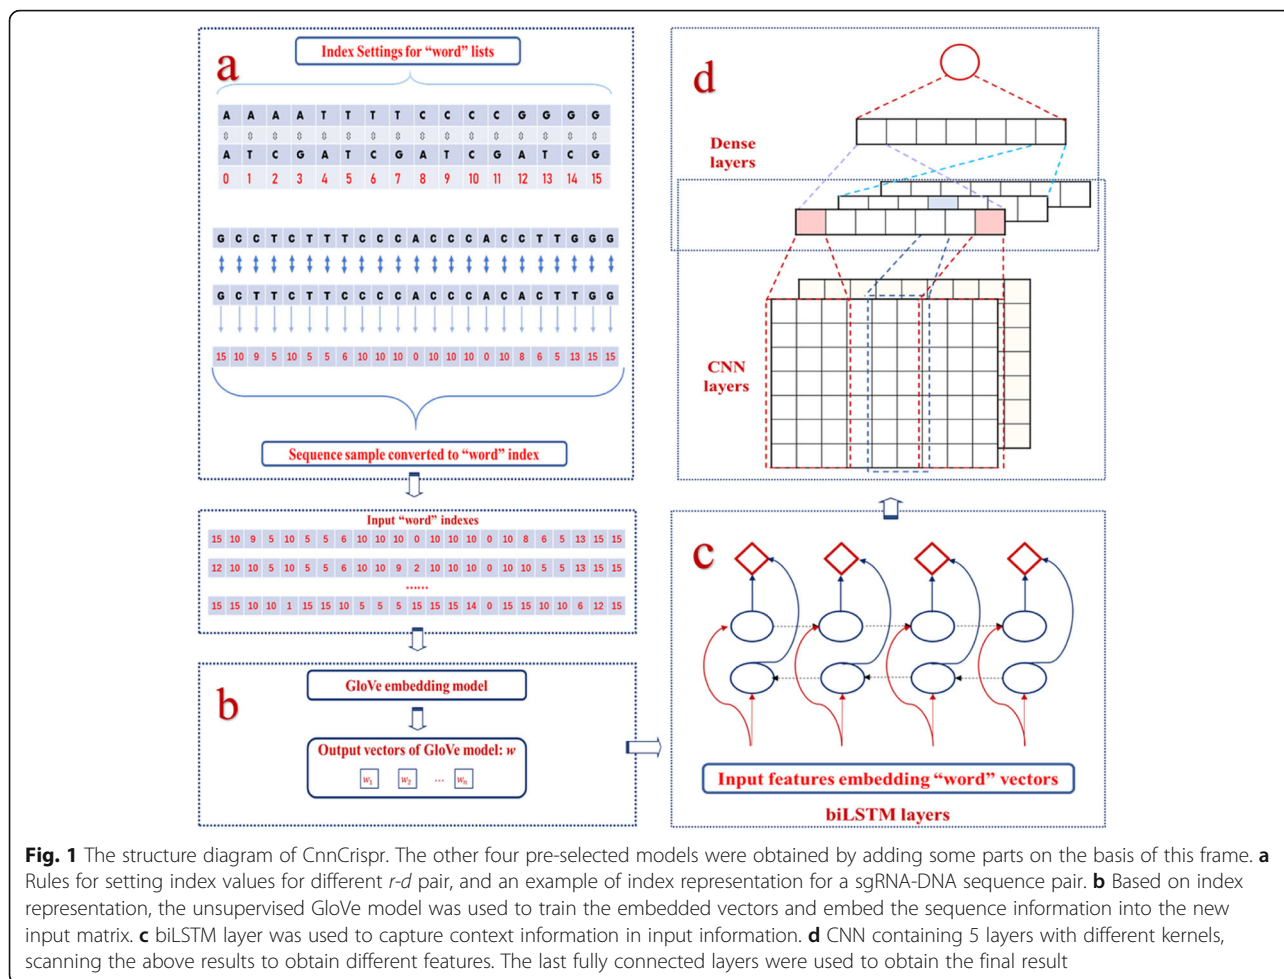 a
Index Settings for “word” lists
A A A A T T T T C C C C G G G G
A T C G A T C G A T C G A T C G
0 1 2 3 4 5 6 7 8 9 10 11 12 13 14 15
G C C T C T T T C C C A C C C A C C T T G G G
G C T T C T T C C C C A C C C A C A C T T G G
15 10 9 5 10 5 5 6 10 10 10 0 10 10 10 0 10 8 6 5 13 15 15
Sequence sample converted to “word” index
Input “word” indexes
15 10 9 5 10 5 5 6 10 10 10 0 10 10 10 0 10 8 6 5 13 15 15
12 10 10 5 10 5 5 6 10 10 9 2 10 10 10 0 10 10 5 5 13 15 15
......
15 15 10 10 1 15 15 10 5 5 5 15 15 15 14 0 15 15 10 10 6 12 15
b
GloVe embedding model
Output vectors of GloVe model: w
w1 w2 ... wn
d
Dense
layers
CNN
layers
c
Input features embedding “word” vectors
biLSTM layers
Fig. 1 The structure diagram of CnnCrispr. The other four pre-selected models were obtained by adding some parts on the basis of this frame. a
Rules for setting index values for different r-d pair, and an example of index representation for a sgRNA-DNA sequence pair. b Based on index
representation, the unsupervised GloVe model was used to train the embedded vectors and embed the sequence information into the new
input matrix. c biLSTM layer was used to capture context information in input information. d CNN containing 5 layers with different kernels,
scanning the above results to obtain different features. The last fully connected layers were used to obtain the final result